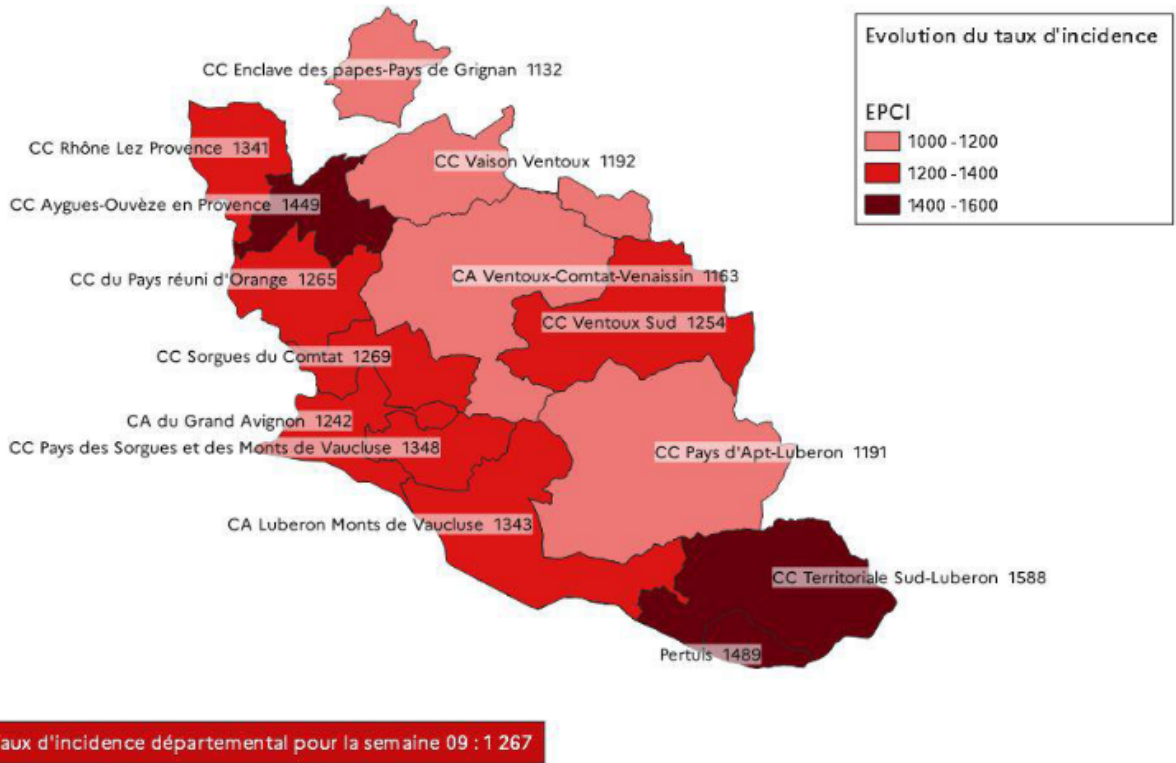 Evolution du taux d'incidence
EPCI
1000 - 1200
1200 - 1400
1400 - 1600
CC Enclave des papes-Pays de Grignan 1132
CC Rhône Lez Provence 1341
CC Vaison Ventoux 1192
CC Aygues-Ouvèze en Provence 1449
CC du Pays réuni d'Orange 1265
CA Ventoux-Comtat-Venaissin 1163
CC Ventoux Sud 1254
CC Sorgues du Comtat 1269
CA du Grand Avignon 1242
CC Pays des Sorgues et des Monts de Vaucluse 1348
CC Pays d'Apt-Luberon 1191
CA Luberon Monts de Vaucluse 1343
CC Territoriale Sud-Luberon 1588
Pertuis 1489
aux d'incidence départemental pour la semaine 09 : 1 267